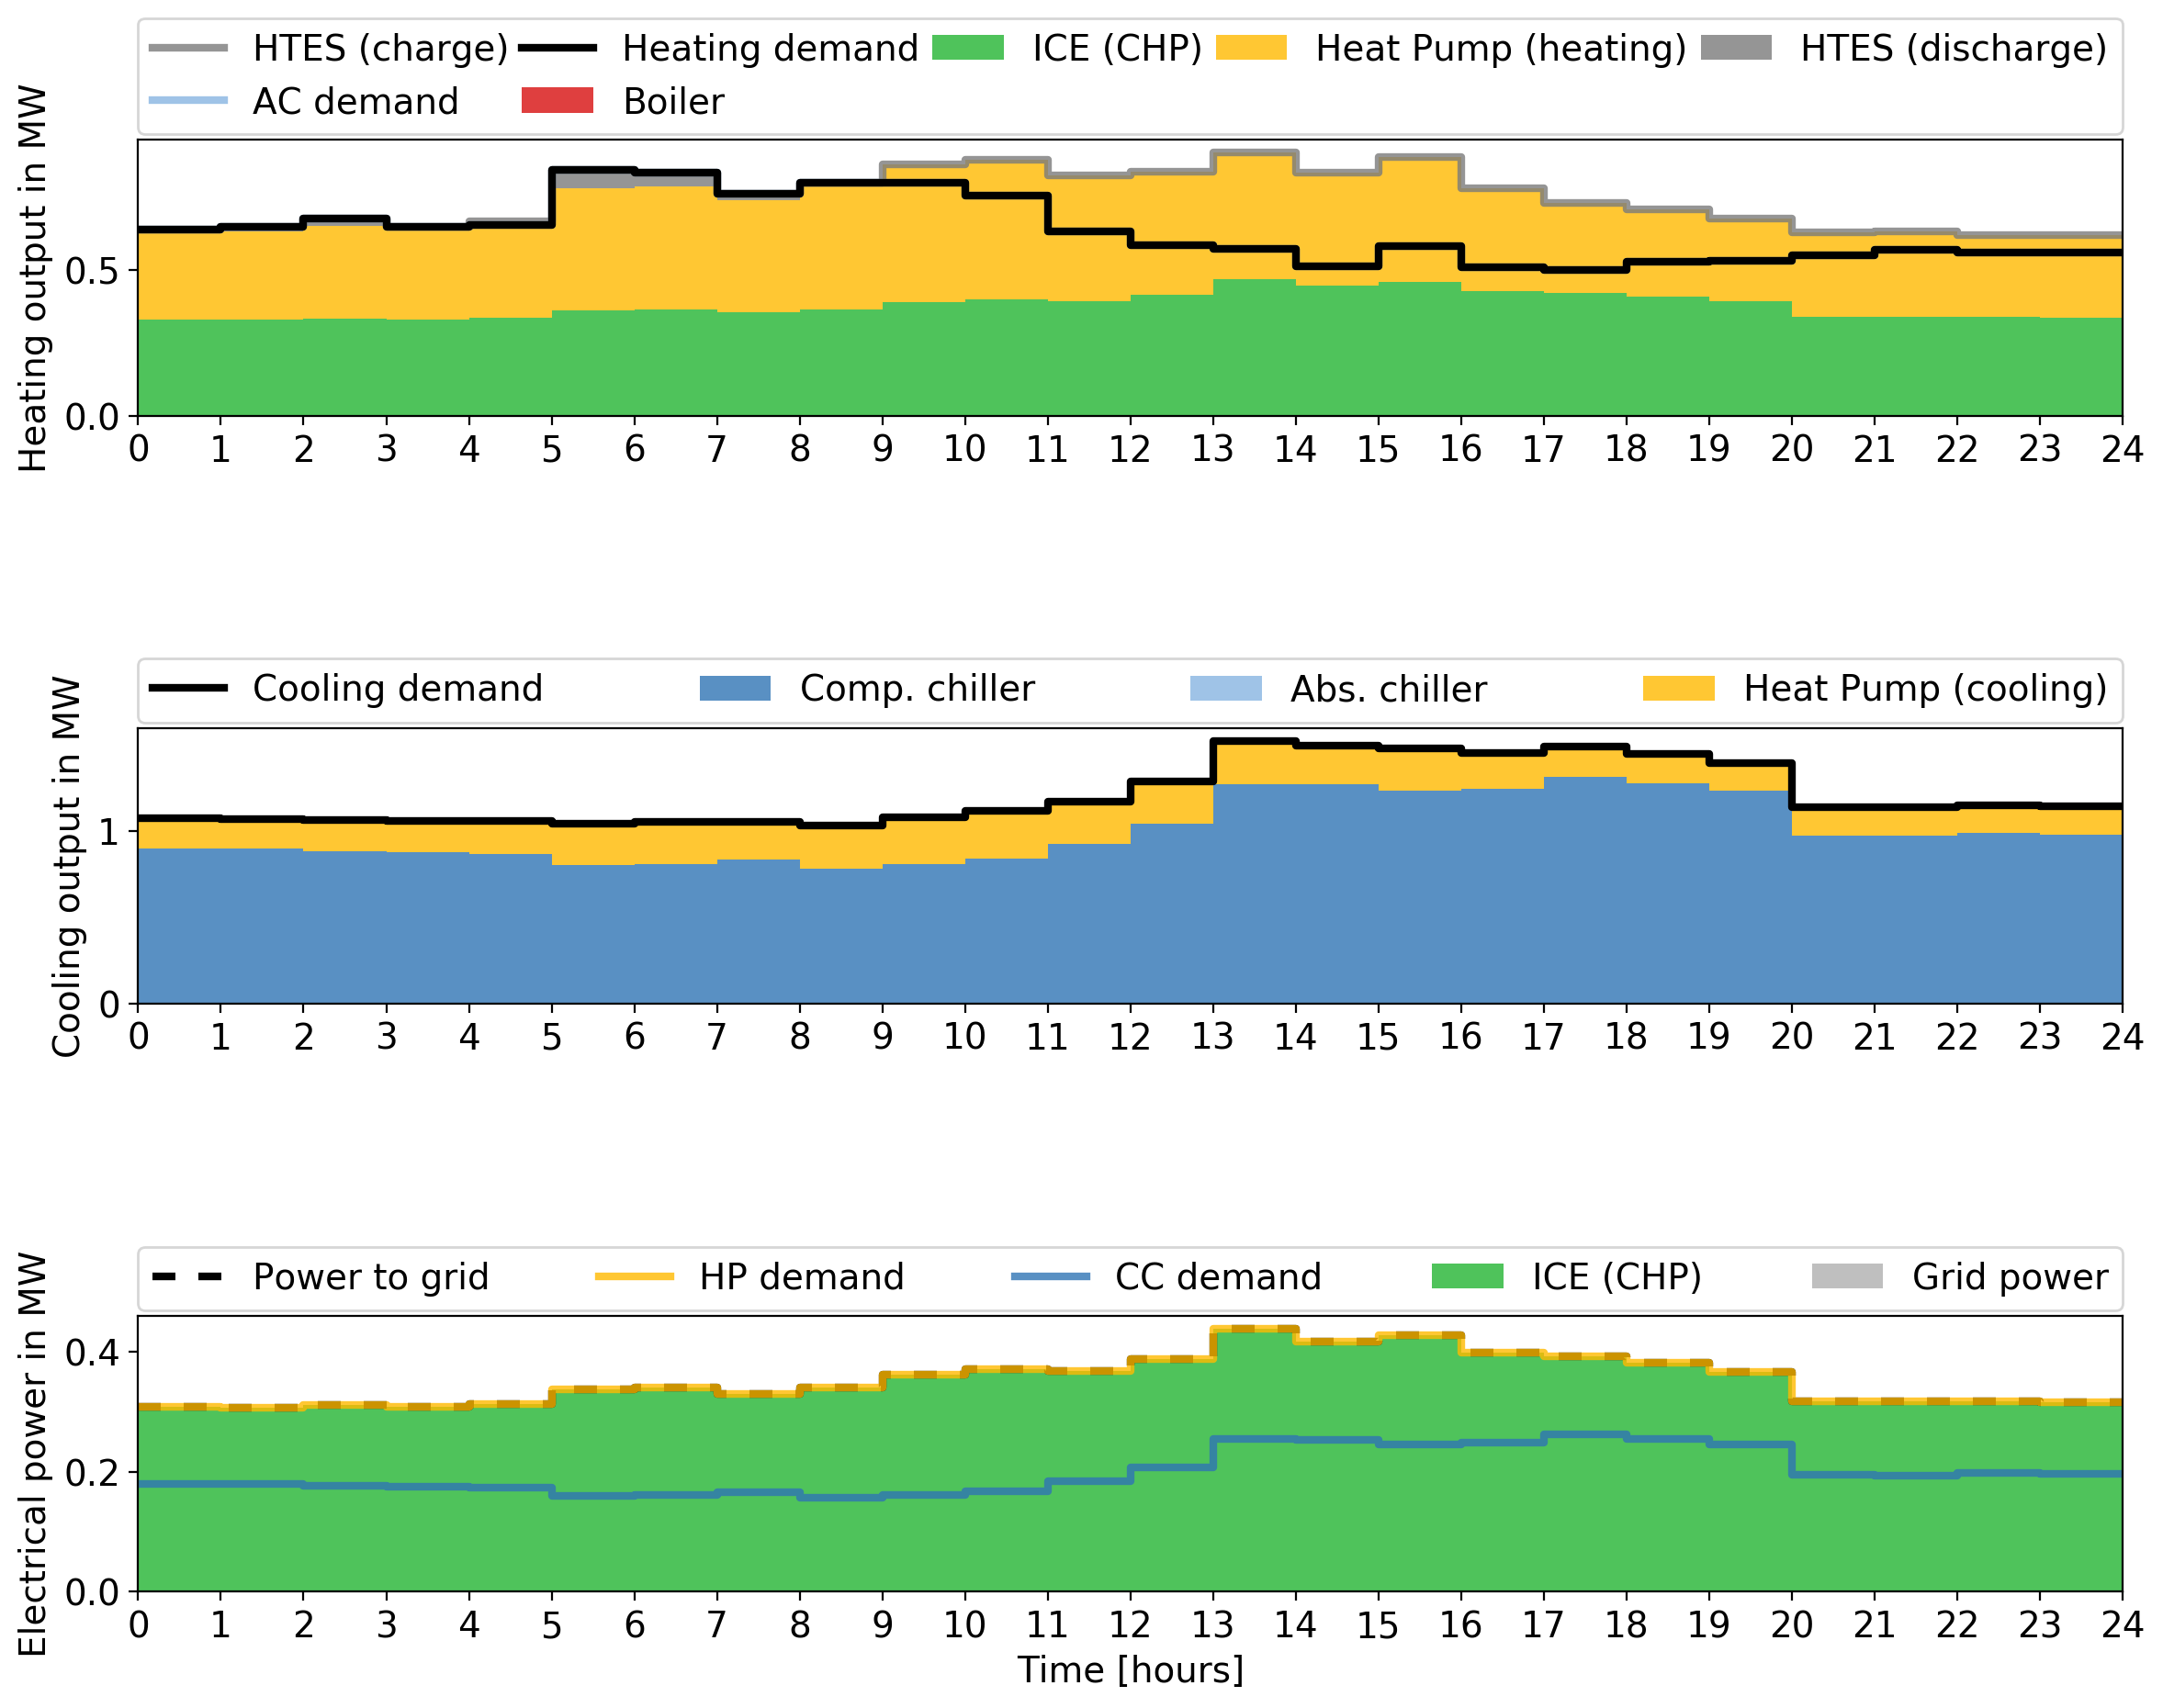 HTES (charge) Heating demand ICE (CHP) Heat Pump (heating) HTES (discharge)
AC demand Boiler
Heating output in MW
0.5
0.0
0 1 2 3 4 5 6 7 8 9 10 11 12 13 14 15 16 17 18 19 20 21 22 23 24
Cooling demand Comp. chiller Abs. chiller Heat Pump (cooling)
Cooling output in MW
1
0
0 1 2 3 4 5 6 7 8 9 10 11 12 13 14 15 16 17 18 19 20 21 22 23 24
Power to grid HP demand CC demand ICE (CHP) Grid power
Electrical power in MW
0.4
0.2
0.0
0 1 2 3 4 5 6 7 8 9 10 11 12 13 14 15 16 17 18 19 20 21 22 23 24
Time [hours]